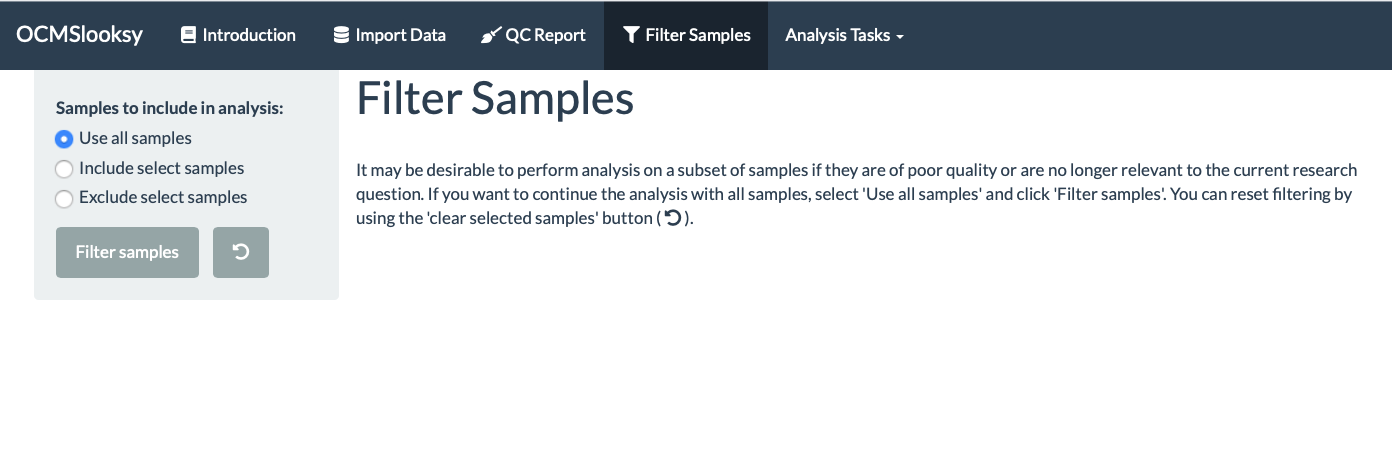 OCMSlooksy Introduction Import Data QC Report Filter Samples Analysis Tasks
Samples to include in analysis:
Use all samples
Include select samples
Exclude select samples
Filter samples
Filter Samples
It may be desirable to perform analysis on a subset of samples if they are of poor quality or are no longer relevant to the current research
question. If you want to continue the analysis with all samples, select 'Use all samples' and click 'Filter samples'. You can reset filtering by
using the 'clear selected samples' button ( ).